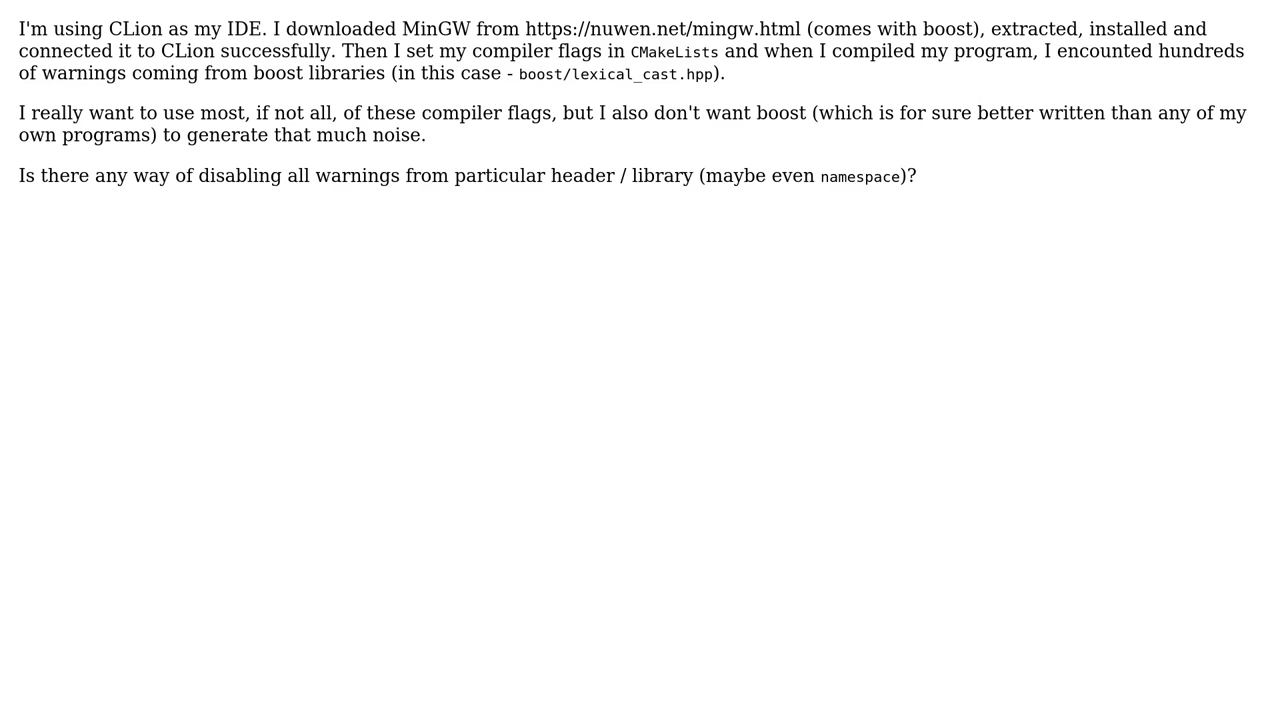 I'm using CLion as my IDE. I downloaded MinGW from https://nuwen.net/mingw.html (comes with boost), extracted, installed and
connected it to CLion successfully. Then I set my compiler flags in CMakeLists and when I compiled my program, I encounted hundreds
of warnings coming from boost libraries (in this case - boost/lexical_cast.hpp).
I really want to use most, if not all, of these compiler flags, but I also don't want boost (which is for sure better written than any of my
own programs) to generate that much noise.
Is there any way of disabling all warnings from particular header / library (maybe even namespace)?